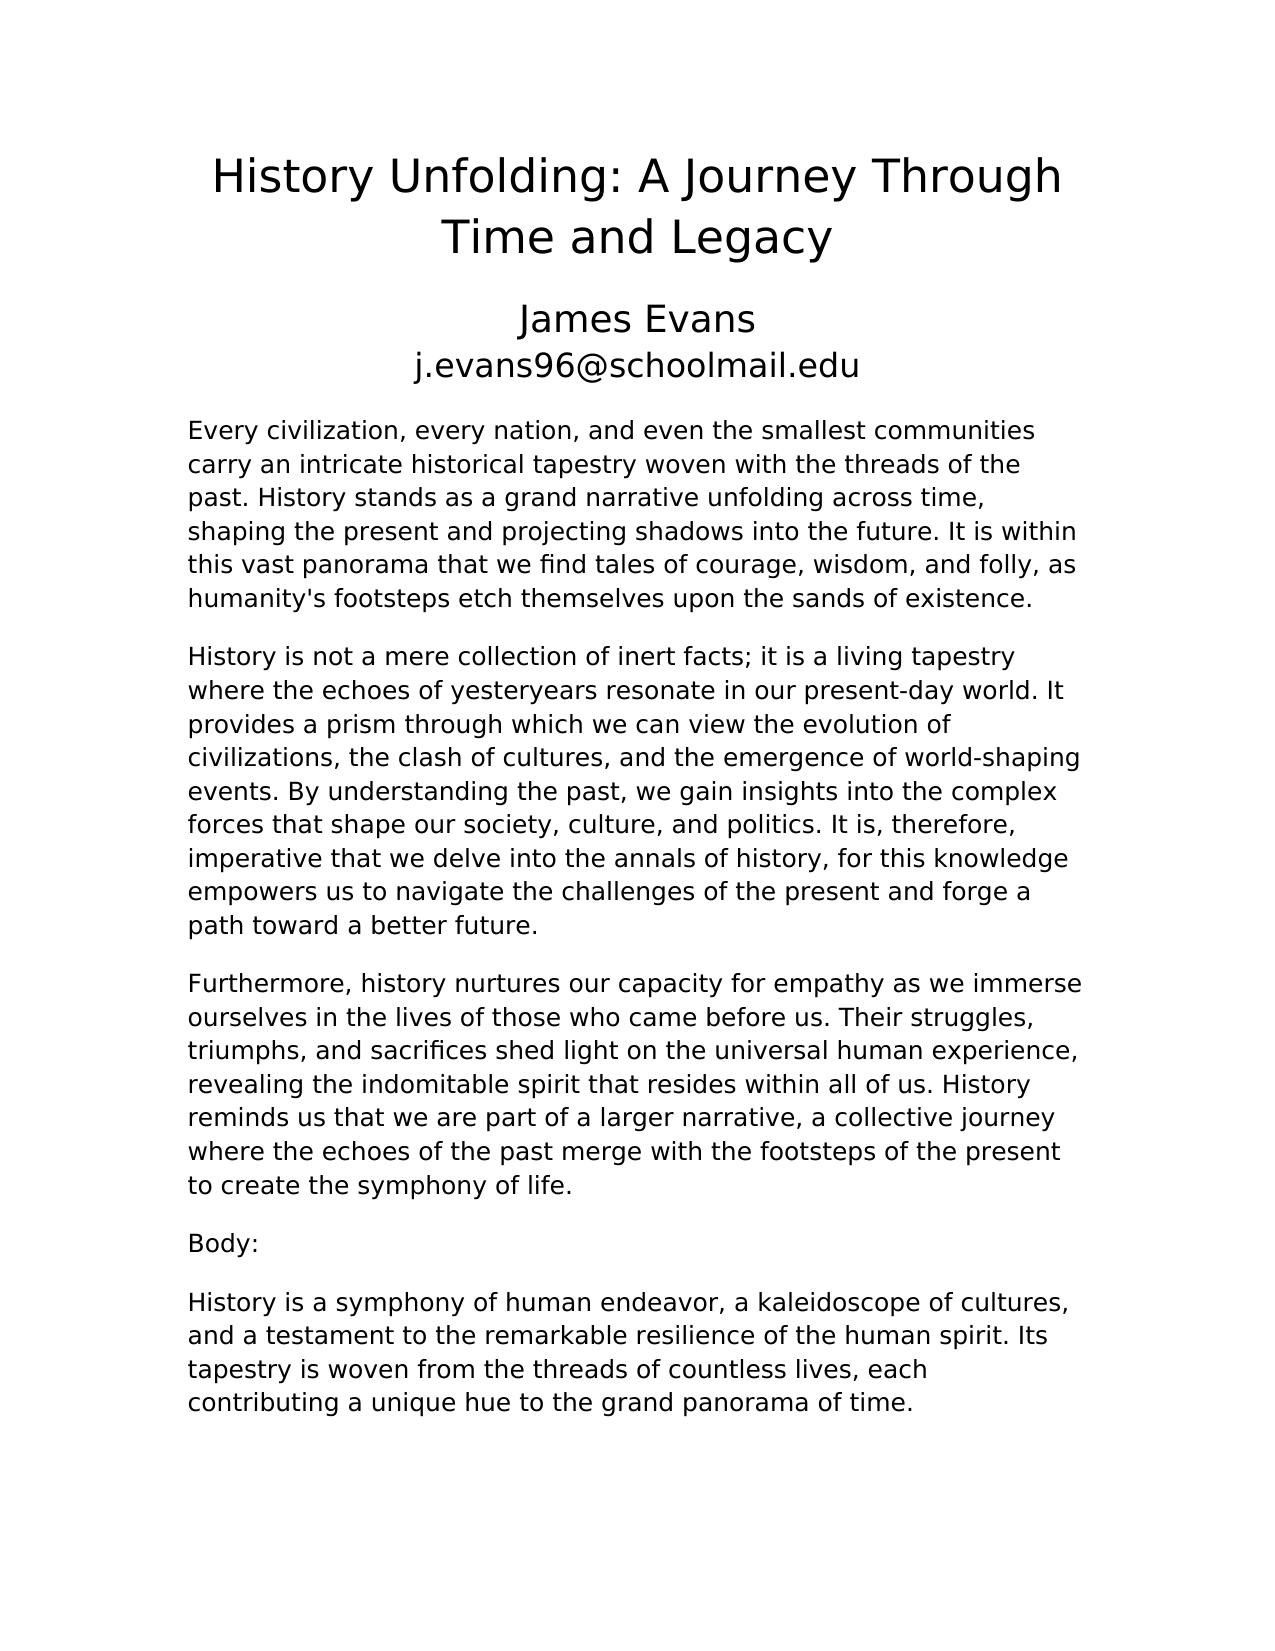 History Unfolding: A Journey Through
Time and Legacy
James Evans
j.evans96@schoolmail.edu
Every civilization, every nation, and even the smallest communities
carry an intricate historical tapestry woven with the threads of the
past. History stands as a grand narrative unfolding across time,
shaping the present and projecting shadows into the future. It is within
this vast panorama that we find tales of courage, wisdom, and folly, as
humanity's footsteps etch themselves upon the sands of existence.
History is not a mere collection of inert facts; it is a living tapestry
where the echoes of yesteryears resonate in our present-day world. It
provides a prism through which we can view the evolution of
civilizations, the clash of cultures, and the emergence of world-shaping
events. By understanding the past, we gain insights into the complex
forces that shape our society, culture, and politics. It is, therefore,
imperative that we delve into the annals of history, for this knowledge
empowers us to navigate the challenges of the present and forge a
path toward a better future.
Furthermore, history nurtures our capacity for empathy as we immerse
ourselves in the lives of those who came before us. Their struggles,
triumphs, and sacrifices shed light on the universal human experience,
revealing the indomitable spirit that resides within all of us. History
reminds us that we are part of a larger narrative, a collective journey
where the echoes of the past merge with the footsteps of the present
to create the symphony of life.
Body:
History is a symphony of human endeavor, a kaleidoscope of cultures,
and a testament to the remarkable resilience of the human spirit. Its
tapestry is woven from the threads of countless lives, each
contributing a unique hue to the grand panorama of time.